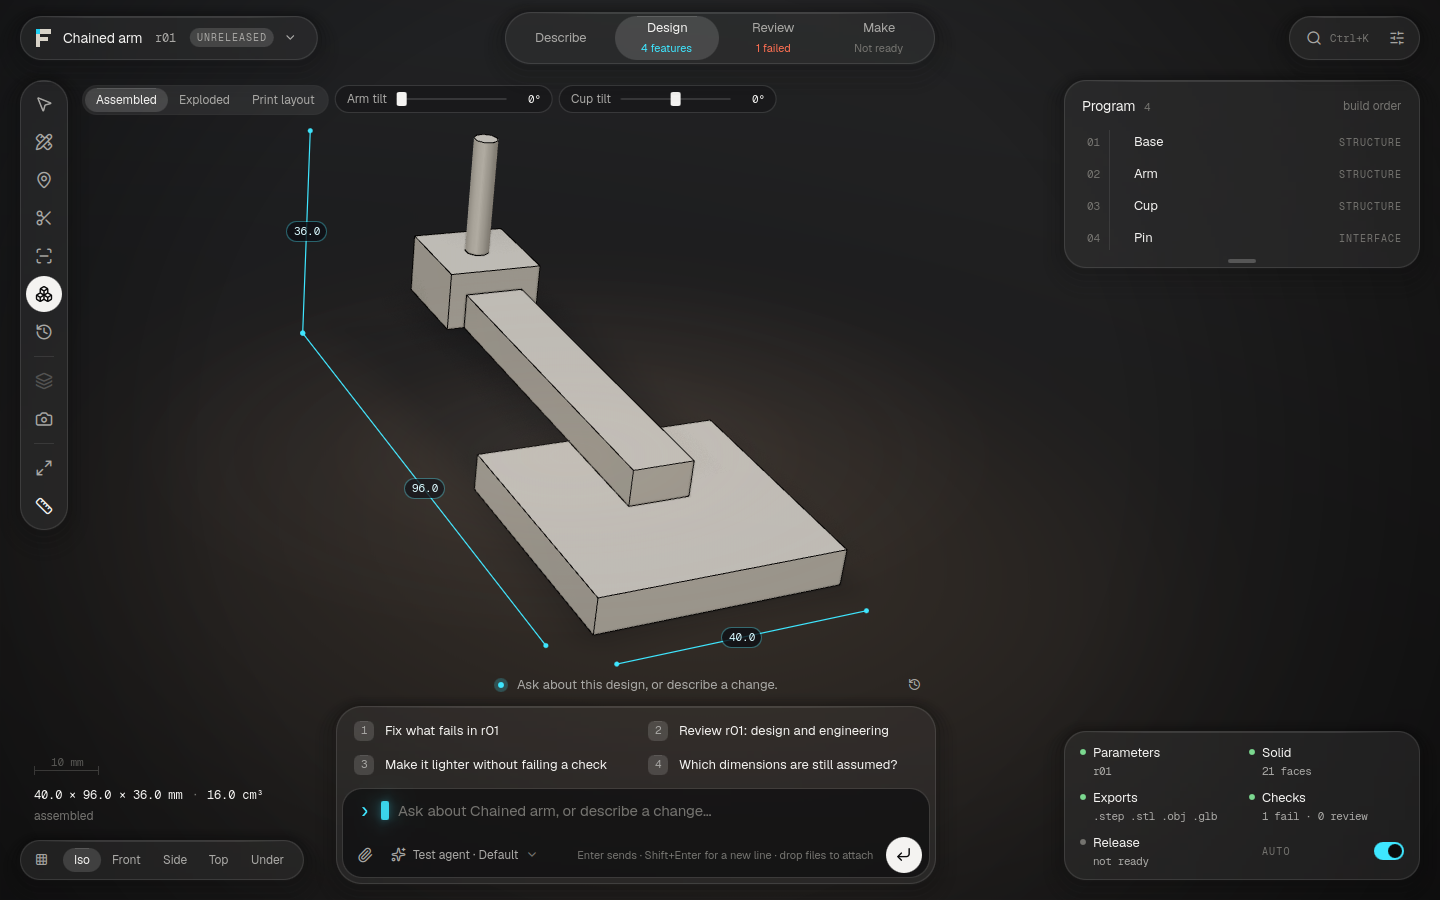 Chained arm r01 UNRELEASED
Describe
Design
4 features
Review
1 failed
Make
Not ready
Ctrl+K
Assembled Exploded Print layout
Arm tilt 0°
Cup tilt 0°
Program 4 build order
01 Base STRUCTURE
02 Arm STRUCTURE
03 Cup STRUCTURE
04 Pin INTERFACE
36.0
96.0
40.0
Ask about this design, or describe a change.
1 Fix what fails in r01
2 Review r01: design and engineering
3 Make it lighter without failing a check
4 Which dimensions are still assumed?
› Ask about Chained arm, or describe a change…
Test agent · Default
Enter sends · Shift+Enter for a new line · drop files to attach
10 mm
40.0 × 96.0 × 36.0 mm · 16.0 cm³
assembled
Iso Front Side Top Under
Parameters
r01
Solid
21 faces
Exports
.step .stl .obj .glb
Checks
1 fail · 0 review
Release
not ready
AUTO